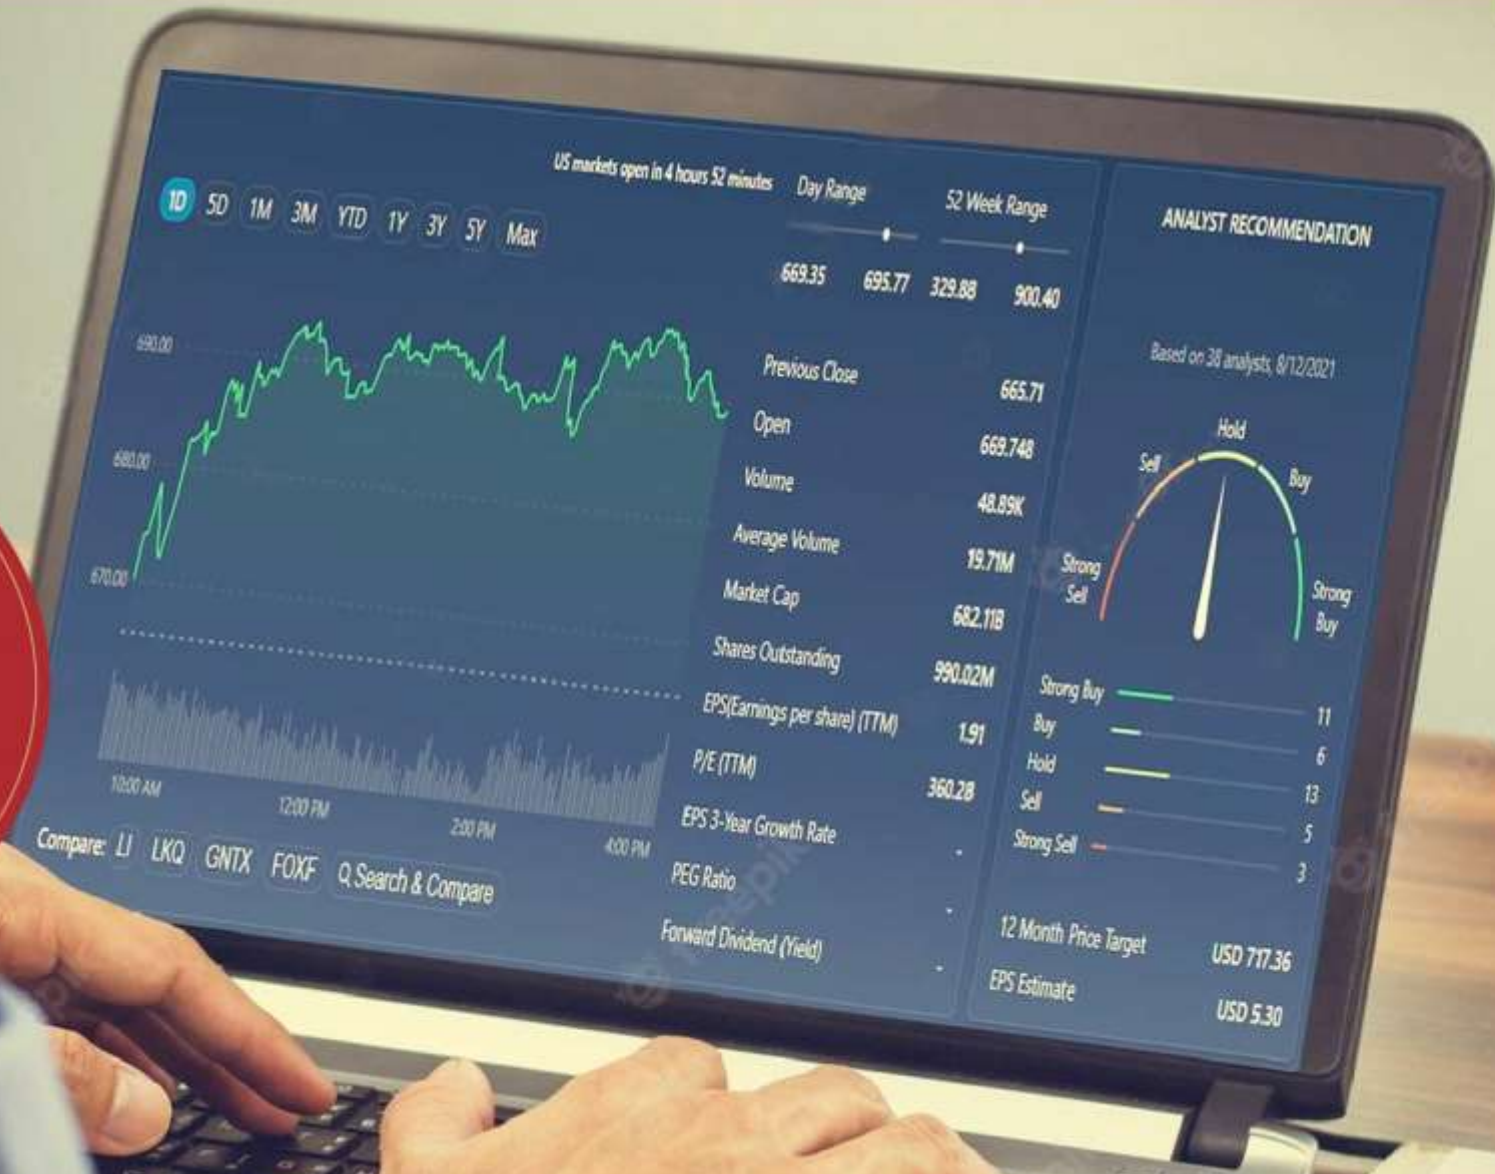 US markets open in 4 hours 52 minutes
1D 5D 1M 3M YTD 1Y 3Y 5Y Max
690.00
680.00
670.00
10:00 AM 12:00 PM 2:00 PM 4:00 PM
Compare: LI LKQ GNTX FOXF Search & Compare
Day Range 52 Week Range
669.35 695.77 329.88 900.40
Previous Close 665.71
Open 669.748
Volume 48.89K
Average Volume 19.71M
Market Cap 682.11B
Shares Outstanding 990.02M
EPS(Earnings per share) (TTM) 1.91
P/E (TTM) 360.28
EPS 3-Year Growth Rate -
PEG Ratio -
Forward Dividend (Yield) -
ANALYST RECOMMENDATION
Based on 38 analysts, 8/12/2021
Hold
Sell Buy
Strong Sell Strong Buy
Strong Buy 11
Buy 6
Hold 13
Sell 5
Strong Sell 3
12 Month Price Target USD 717.36
EPS Estimate USD 5.30
freepik